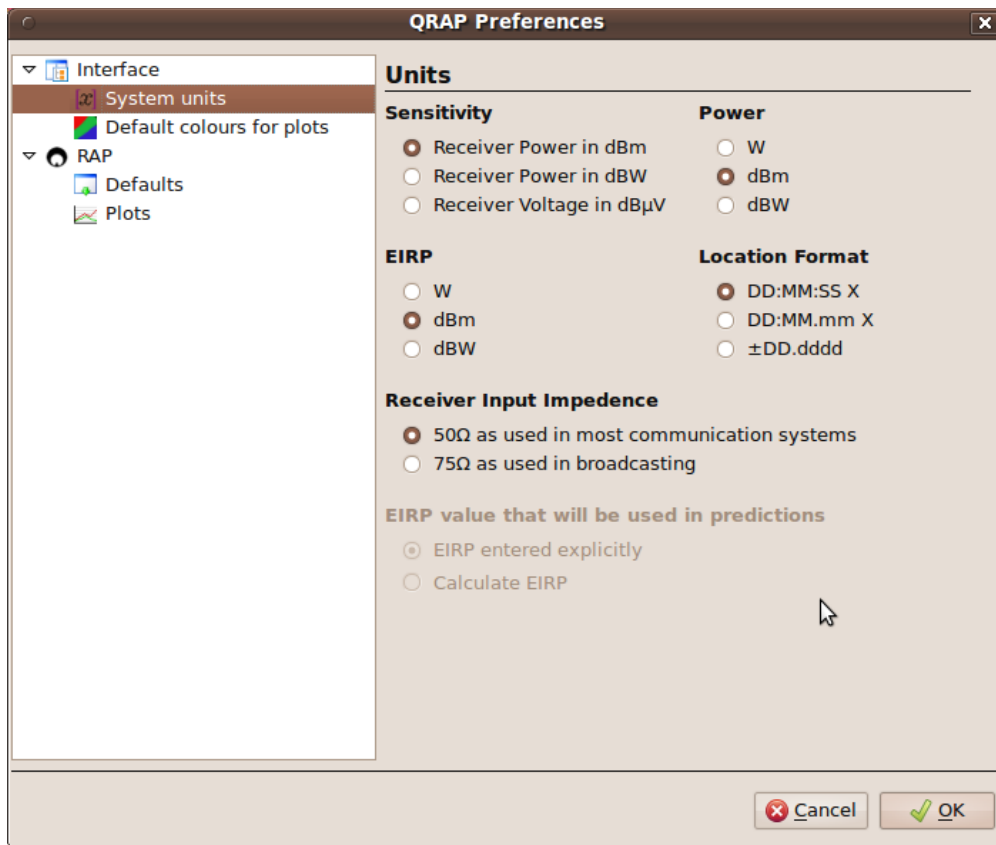 QRAP Preferences
Interface
[x] System units
Default colours for plots
RAP
Defaults
Plots
Units
Sensitivity
Receiver Power in dBm
Receiver Power in dBW
Receiver Voltage in dBµV
Power
W
dBm
dBW
EIRP
W
dBm
dBW
Location Format
DD:MM:SS X
DD:MM.mm X
±DD.dddd
Receiver Input Impedence
50Ω as used in most communication systems
75Ω as used in broadcasting
EIRP value that will be used in predictions
EIRP entered explicitly
Calculate EIRP
Cancel
OK